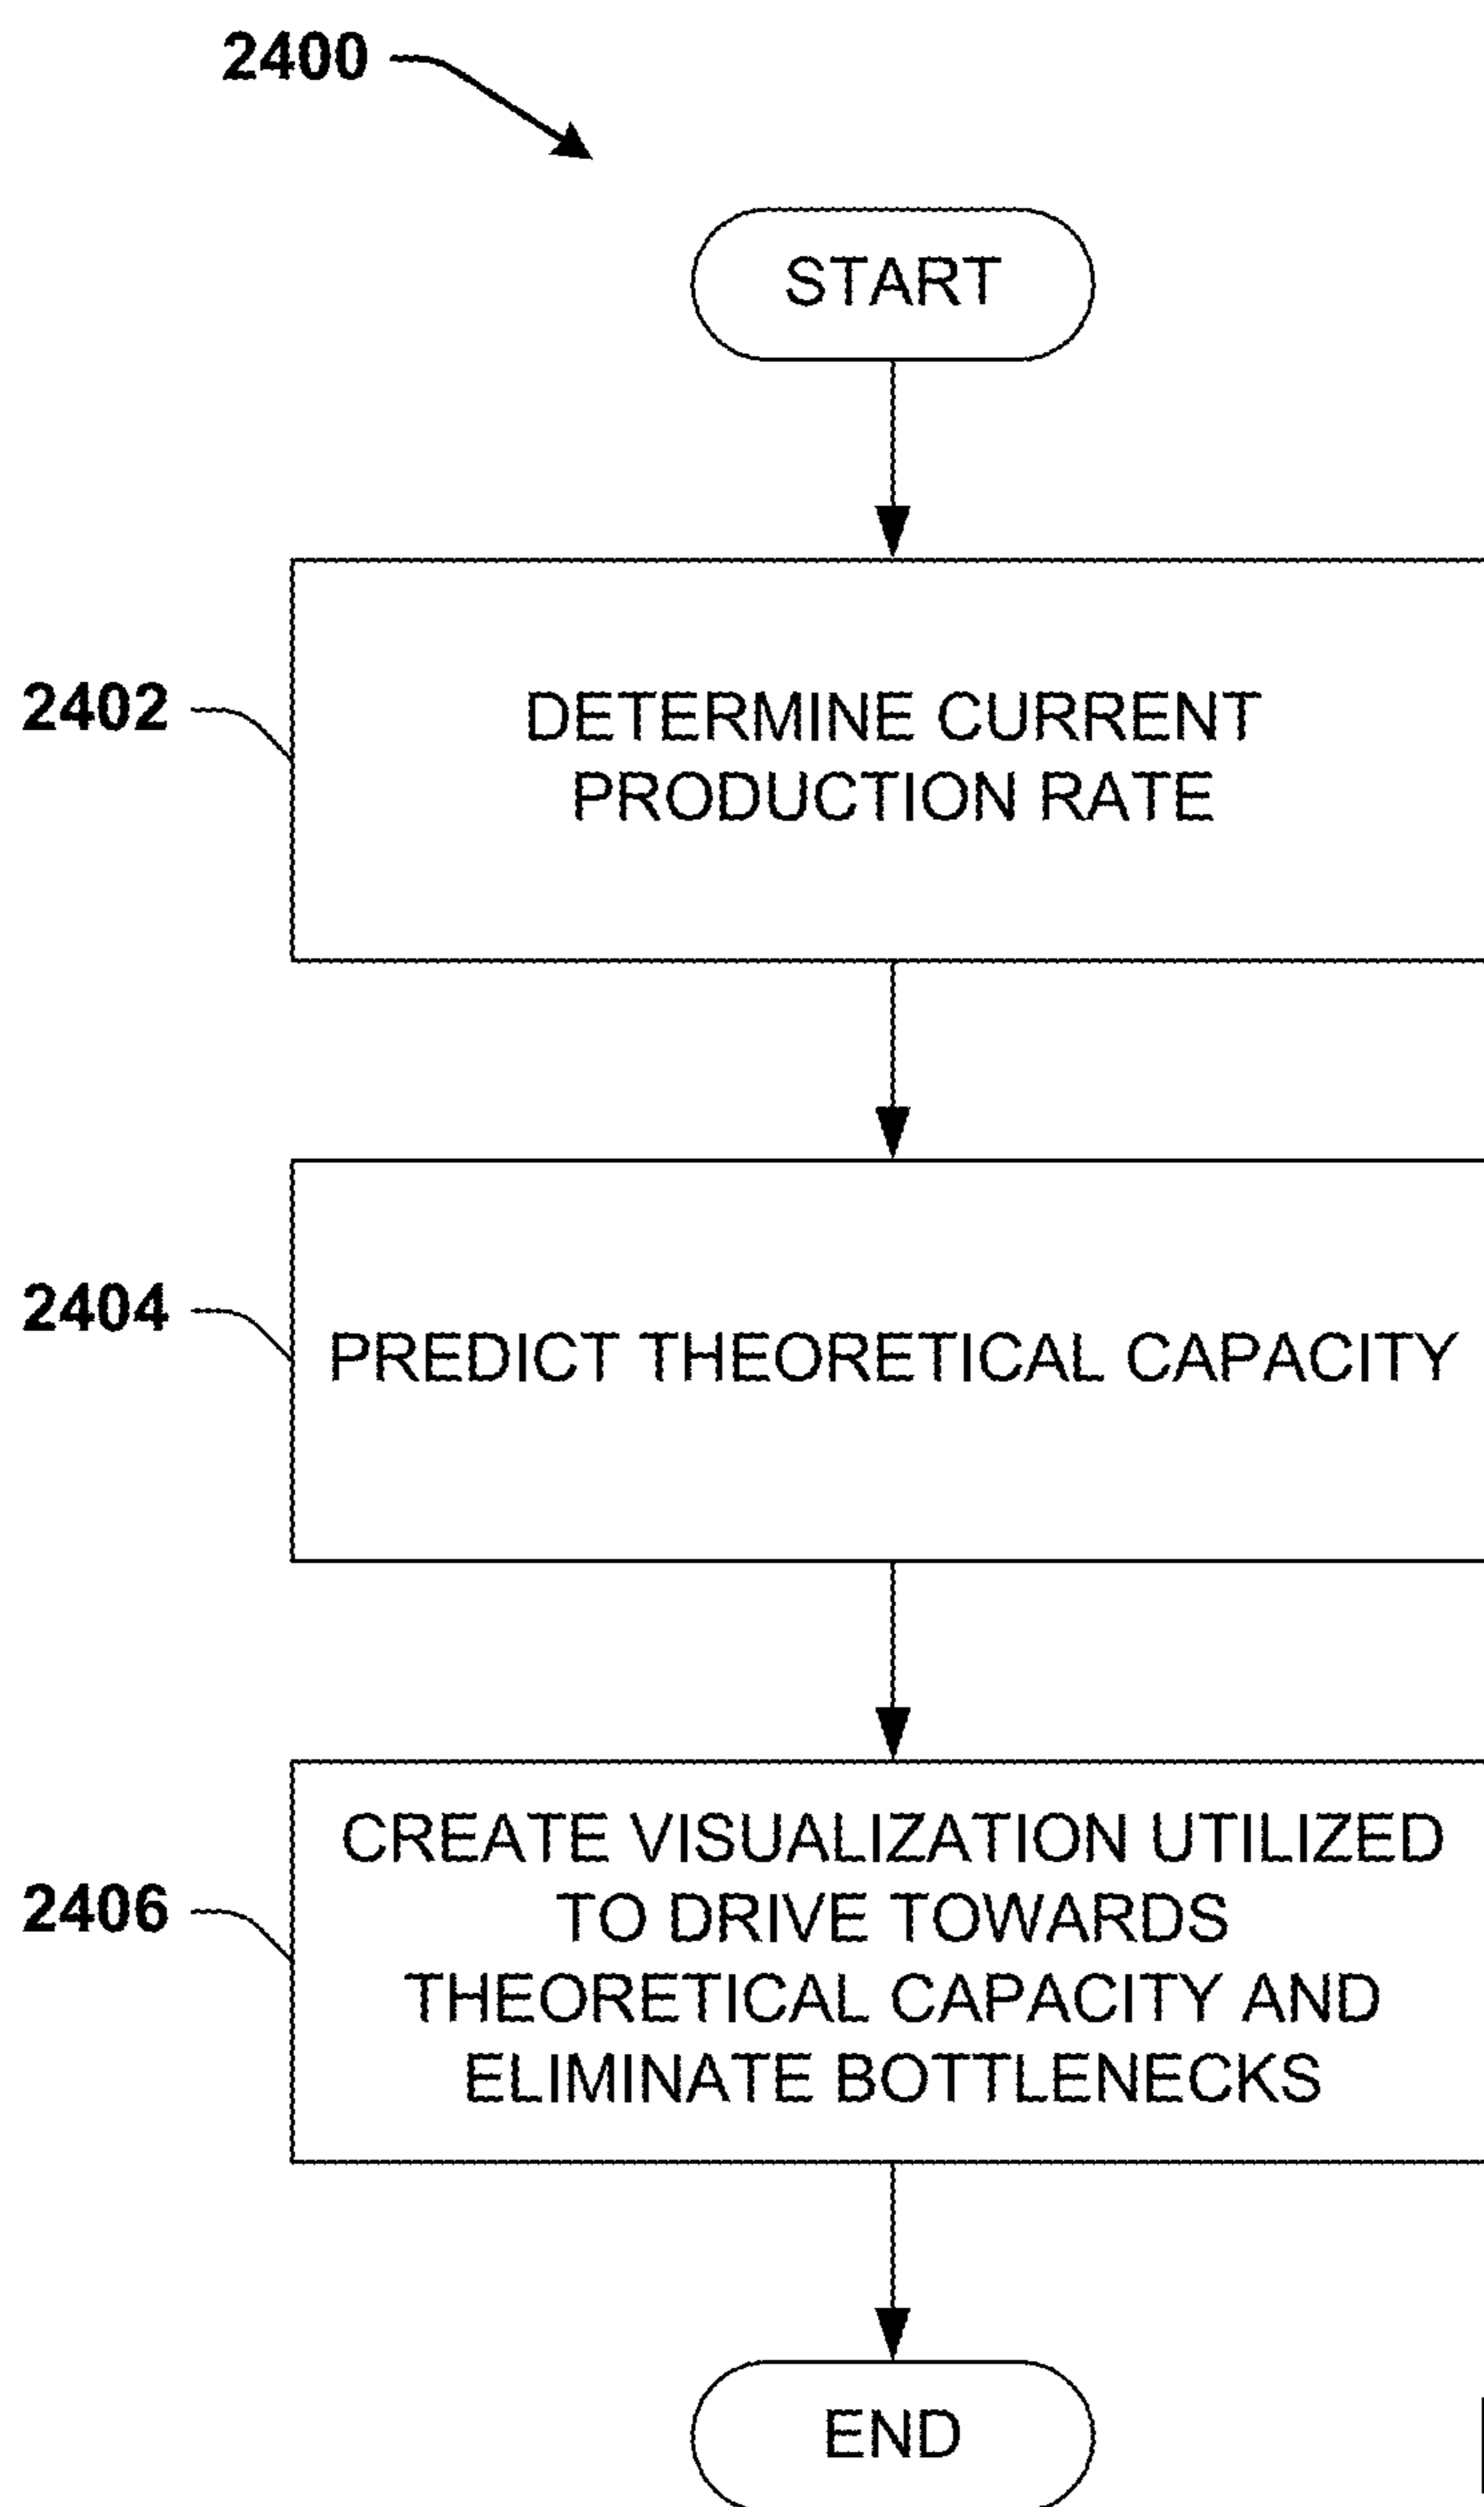 2400
START
2402
DETERMINE CURRENT
PRODUCTION RATE
2404
PREDICT THEORETICAL CAPACITY
2406
CREATE VISUALIZATION UTILIZED
TO DRIVE TOWARDS
THEORETICAL CAPACITY AND
ELIMINATE BOTTLENECKS
END